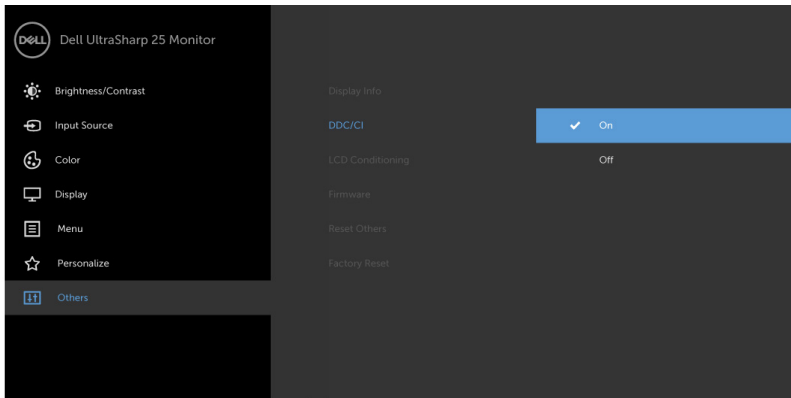 DELL Dell UltraSharp 25 Monitor
Brightness/Contrast
Input Source
Color
Display
Menu
Personalize
Others
Display Info
DDC/CI
LCD Conditioning
Firmware
Reset Others
Factory Reset
On
Off